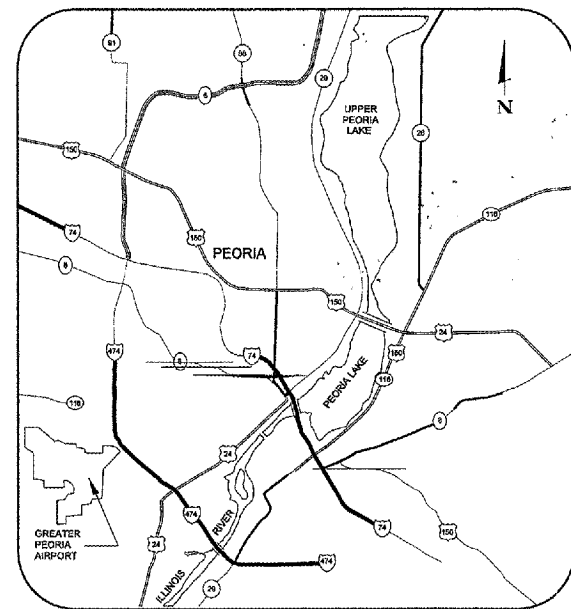 91
88
6
29
UPPER
PEORIA
LAKE
N
26
150
116
74
150
PEORIA
8
150
24
150
474
8
74
PEORIA LAKE
116
116
8
24
GREATER
PEORIA
AIRPORT
474
RIVER
24
ILLINOIS
74
150
474
29